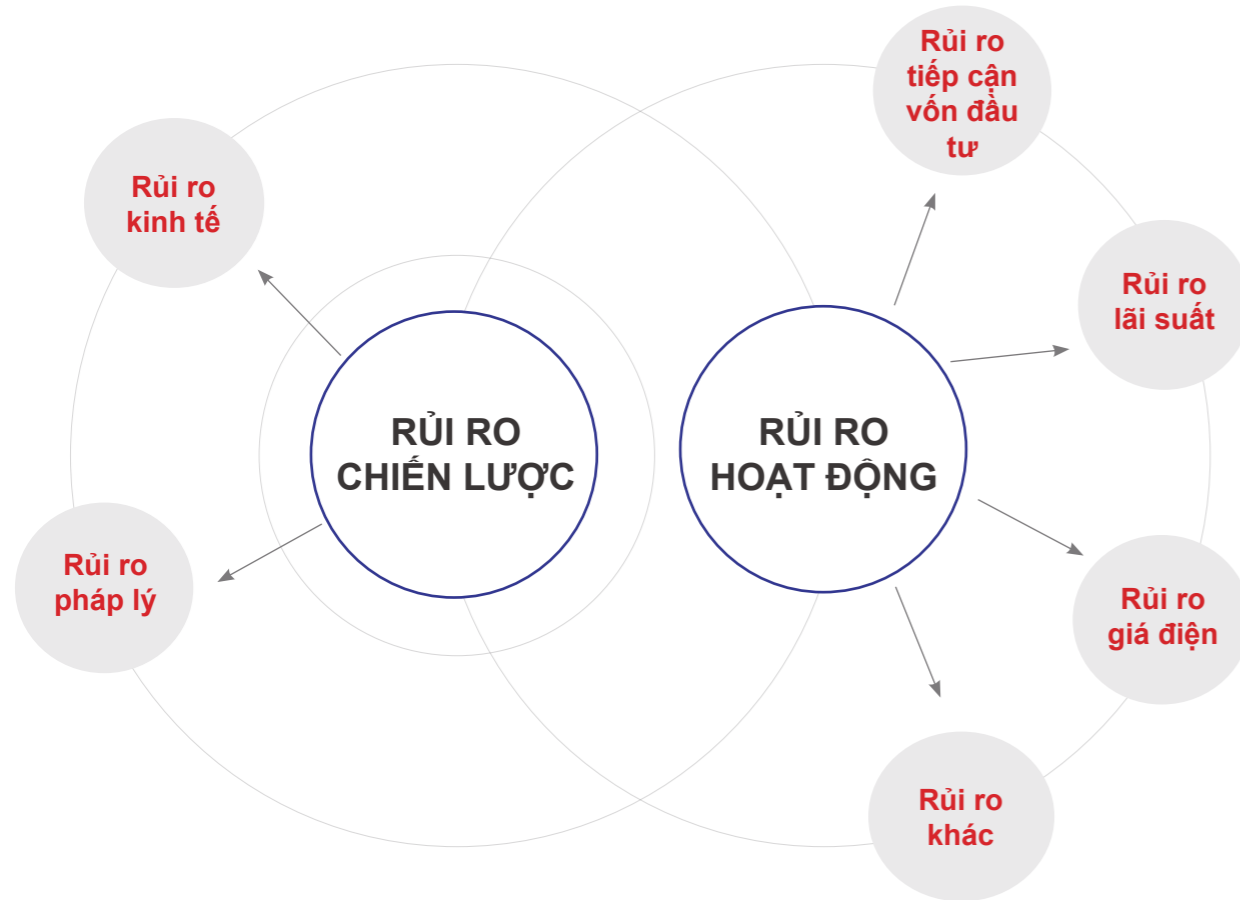 Rủi ro
tiếp cận
vốn đầu
tư
Rủi ro
kinh tế
Rủi ro
lãi suất
RỦI RO
CHIẾN LƯỢC
RỦI RO
HOẠT ĐỘNG
Rủi ro
pháp lý
Rủi ro
giá điện
Rủi ro
khác